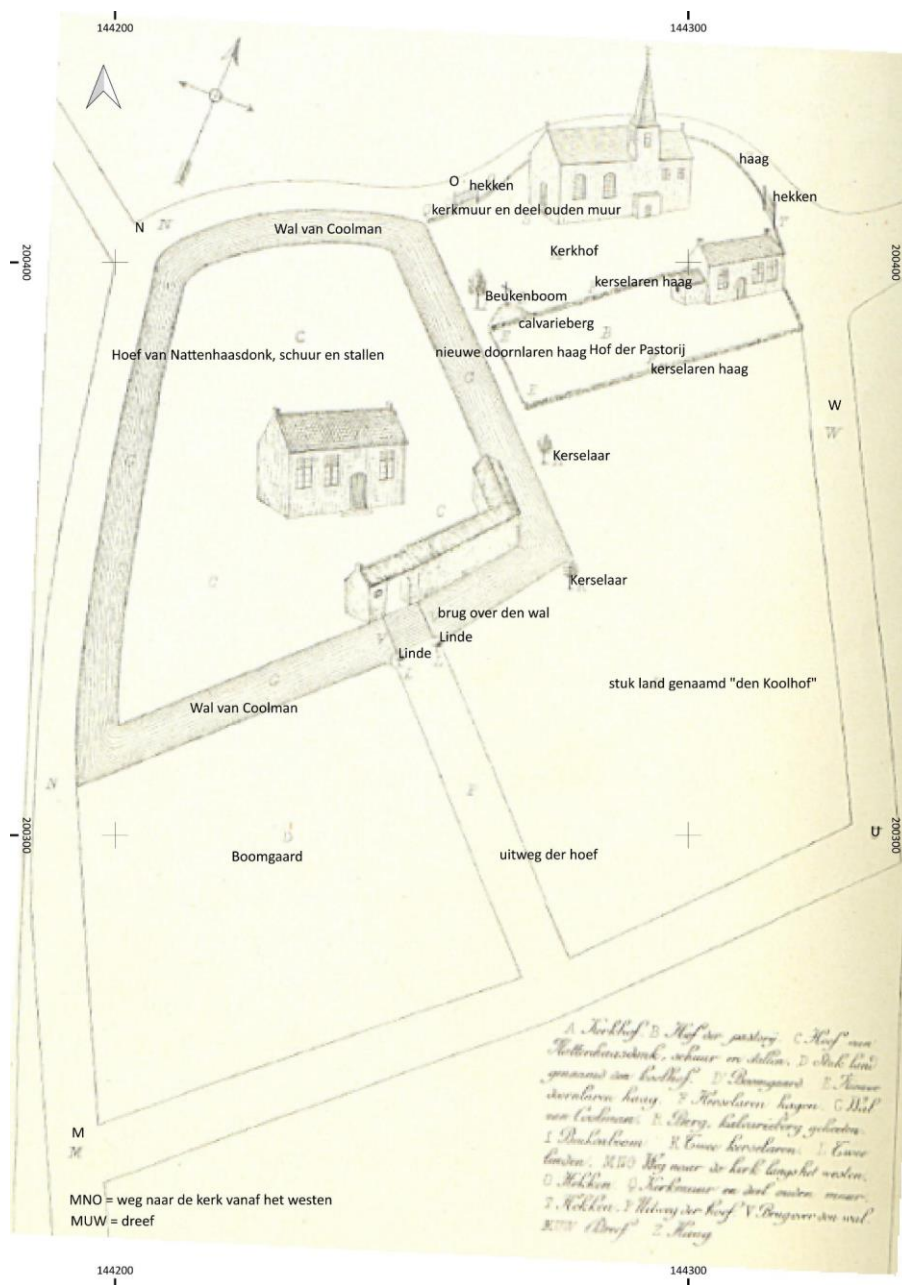 144200
144300
haag
O
hekken
hekken
N
N
kerkmuur en deel ouden muur
Wal van Coolman
Kerkhof
200400
200400
kerselaren haag
Beukenboom
calvarieberg
C
B
Hoef van Nattenhaasdonk, schuur en stallen
nieuwe doornlaren haag
Hof der Pastorij
kerselaren haag
G
E
W
W
Kerselaar
G
C
C
Kerselaar
brug over den wal
V
Linde
Linde
G
stuk land genaamd "den Koolhof"
Wal van Coolman
N
200300
200300
U
Boomgaard
uitweg der hoef
A Kerkhof. B Hof der pastorij. C Hoef van
Nattenhaasdonk, schuur en stallen. D Stuk land
genaamd den koolhof. D' Boomgaard E Nieuwe
doornlaren haag. F Kerselaren hagen. G Wal
van Coolman. Berg, kalvarieberg geheeten.
I Beukenboom K Twee kerselaren. L Twee
linden. MNO Weg naar de kerk langs het westen.
O Hekken. Q Kerkmuur en deel ouden muur.
Hekken. Uitweg der hoef. V Brug over den wal.
Dreef Z Haag
M
M
MNO = weg naar de kerk vanaf het westen
MUW = dreef
144200
144300